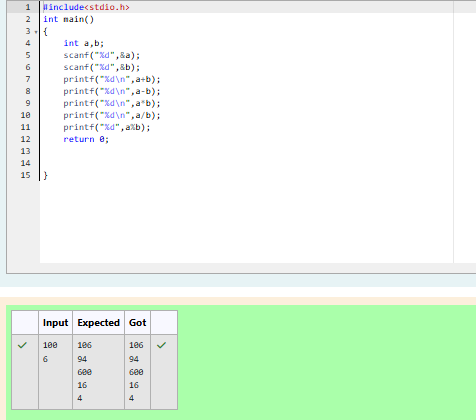 1 #include<stdio.h>
2 int main()
3 {
4 int a,b;
5 scanf("%d",&a);
6 scanf("%d",&b);
7 printf("%d\n",a+b);
8 printf("%d\n",a-b);
9 printf("%d\n",a*b);
10 printf("%d\n",a/b);
11 printf("%d",a%b);
12 return 0;
13
14
15 }
Input Expected Got
100 106 106
6 94 94
600 600
16 16
4 4